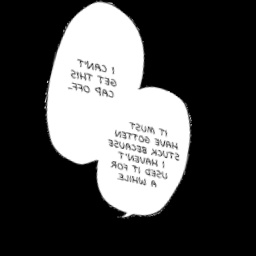 I CAN'T
GET THIS
CAP OFF-
IT MUST
HAVE GOTTEN
STUCK BECAUSE
I HAVEN'T
USED IT FOR
A WHILE.